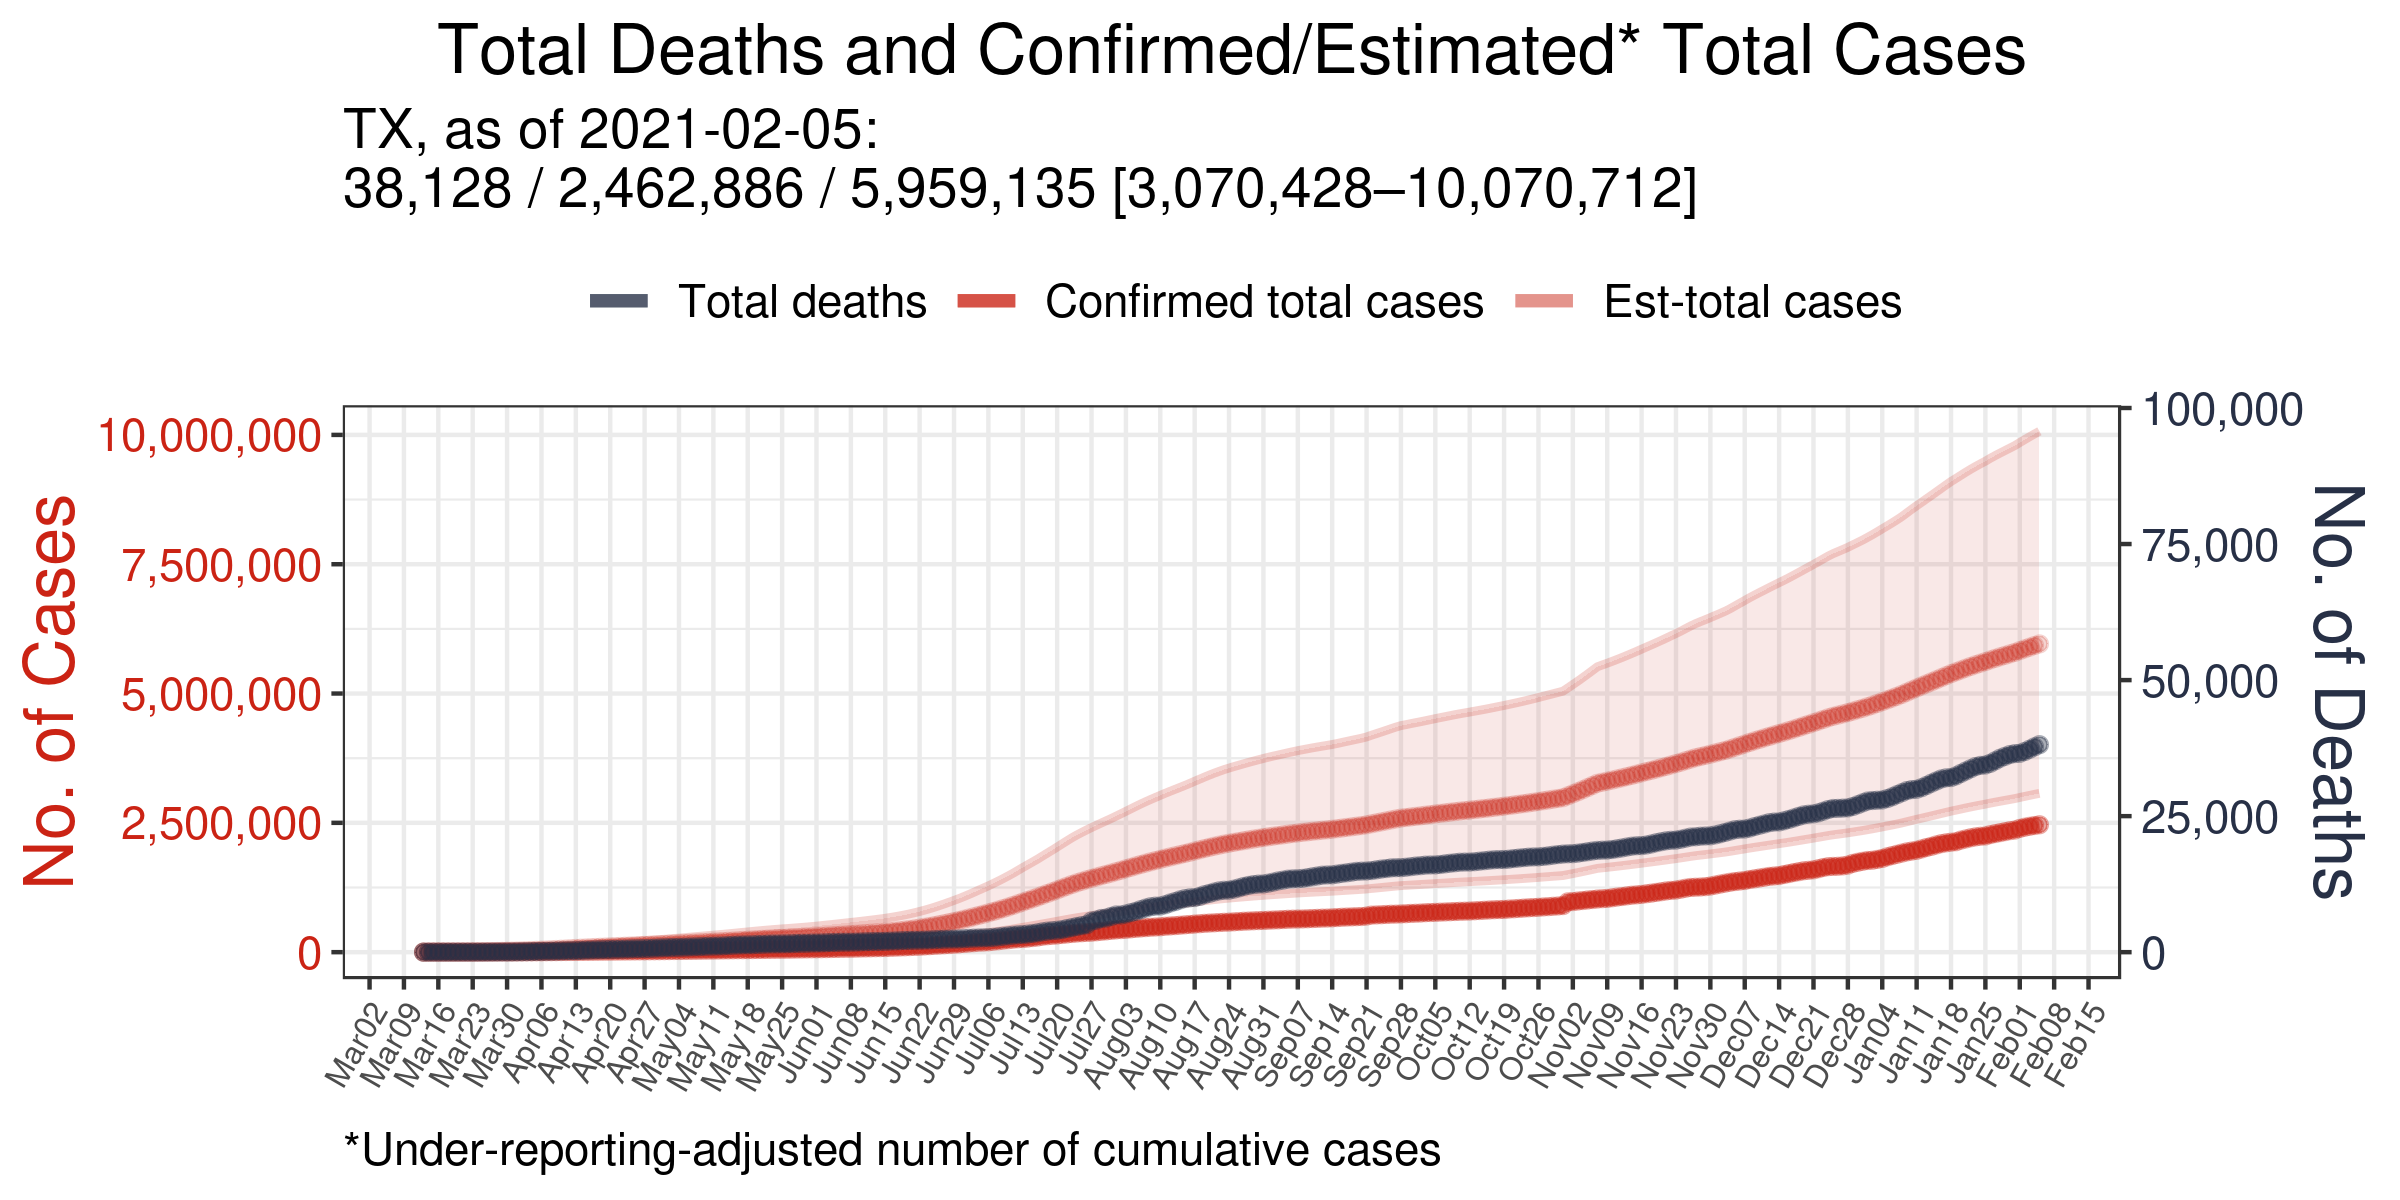 Total Deaths and Confirmed/Estimated* Total Cases
TX, as of 2021-02-05:
38,128 / 2,462,886 / 5,959,135 [3,070,428–10,070,712]
Total deaths
Confirmed total cases
Est-total cases
No. of Cases
10,000,000
7,500,000
5,000,000
2,500,000
0
100,000
75,000
50,000
25,000
0
No. of Deaths
Mar02
Mar09
Mar16
Mar23
Mar30
Apr06
Apr13
Apr20
Apr27
May04
May11
May18
May25
Jun01
Jun08
Jun15
Jun22
Jun29
Jul06
Jul13
Jul20
Jul27
Aug03
Aug10
Aug17
Aug24
Aug31
Sep07
Sep14
Sep21
Sep28
Oct05
Oct12
Oct19
Oct26
Nov02
Nov09
Nov16
Nov23
Nov30
Dec07
Dec14
Dec21
Dec28
Jan04
Jan11
Jan18
Jan25
Feb01
Feb08
Feb15
*Under-reporting-adjusted number of cumulative cases